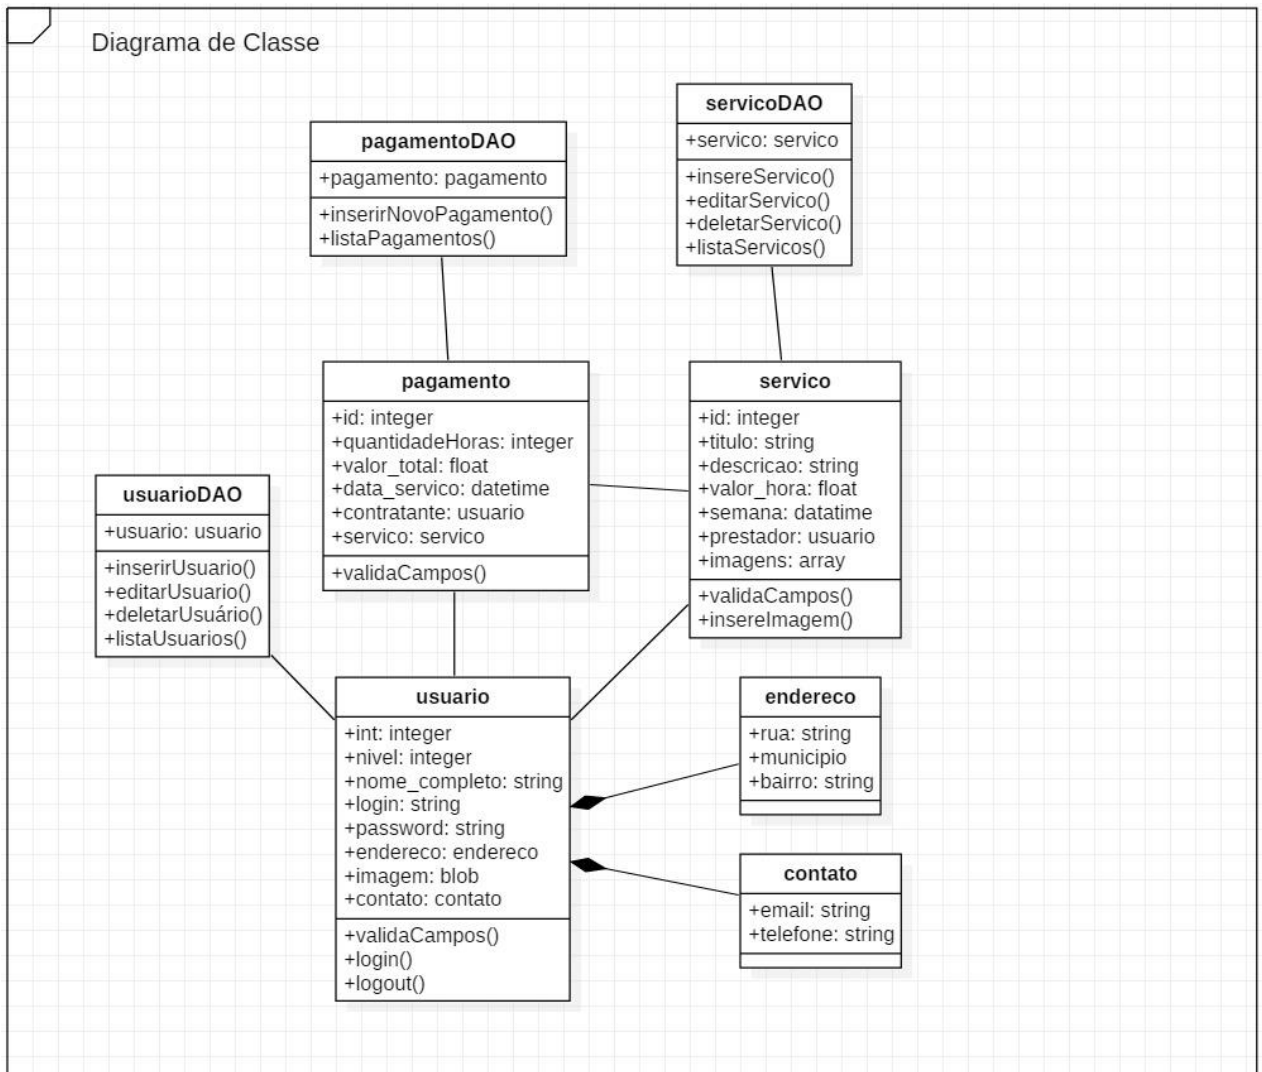 Diagrama de Classe
servicoDAO
+servico: servico
+insereServico()
+editarServico()
+deletarServico()
+listaServicos()
pagamentoDAO
+pagamento: pagamento
+inserirNovoPagamento()
+listaPagamentos()
pagamento
+id: integer
+quantidadeHoras: integer
+valor_total: float
+data_servico: datetime
+contratante: usuario
+servico: servico
+validaCampos()
servico
+id: integer
+titulo: string
+descricao: string
+valor_hora: float
+semana: datatime
+prestador: usuario
+imagens: array
+validaCampos()
+insereImagem()
usuarioDAO
+usuario: usuario
+inserirUsuario()
+editarUsuario()
+deletarUsuário()
+listaUsuarios()
usuario
+int: integer
+nivel: integer
+nome_completo: string
+login: string
+password: string
+endereco: endereco
+imagem: blob
+contato: contato
+validaCampos()
+login()
+logout()
endereco
+rua: string
+municipio
+bairro: string
contato
+email: string
+telefone: string